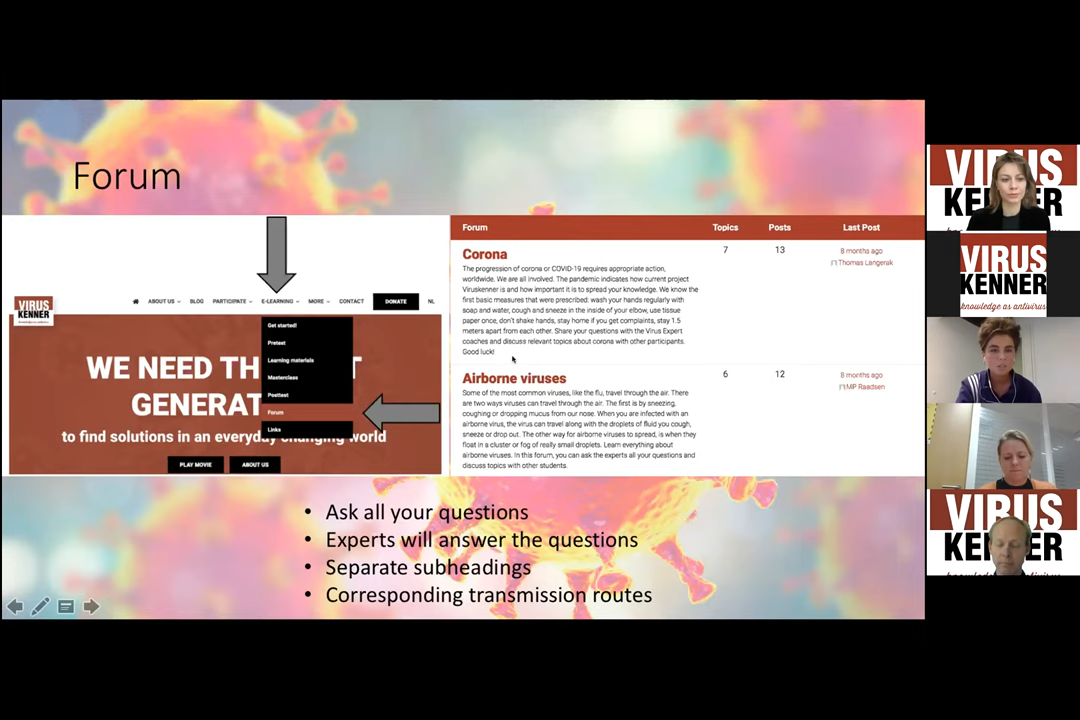 Forum
VIRUS
KENNER
ABOUT US
BLOG
PARTICIPATE
E-LEARNING
MORE
CONTACT
DONATE
NL
Get started!
Pretest
Learning materials
Masterclass
Posttest
Forum
Links
WE NEED TH T
GENERAT
to find solutions in an everyday changing world
PLAY MOVIE
ABOUT US
Forum Topics Posts Last Post
Corona 7 13 8 months ago
Thomas Langerak
The progression of corona or COVID-19 requires appropriate action,
worldwide. We are all involved. The pandemic indicates how current project
Viruskenner is and how important it is to spread your knowledge. We know the
first basic measures that were prescribed: wash your hands regularly with
soap and water, cough and sneeze in the inside of your elbow, use tissue
paper once, don't shake hands, stay home if you get complaints, stay 1.5
meters apart from each other. Share your questions with the Virus Expert
coaches and discuss relevant topics about corona with other participants.
Good luck!
Airborne viruses 6 12 8 months ago
MP Raadsen
Some of the most common viruses, like the flu, travel through the air. There
are two ways viruses can travel through the air. The first is by sneezing,
coughing or dropping mucus from our nose. When you are infected with an
airborne virus, the virus can travel along with the droplets of fluid you cough,
sneeze or drop out. The other way for airborne viruses to spread, is when they
float in a cluster or fog of really small droplets. Learn everything about
airborne viruses. In this forum, you can ask the experts all your questions and
discuss topics with other students.
• Ask all your questions
• Experts will answer the questions
• Separate subheadings
• Corresponding transmission routes
VIRUS
KE ER
VIRUS
KENNER
knowledge as antivirus
VIRUS
KE ER